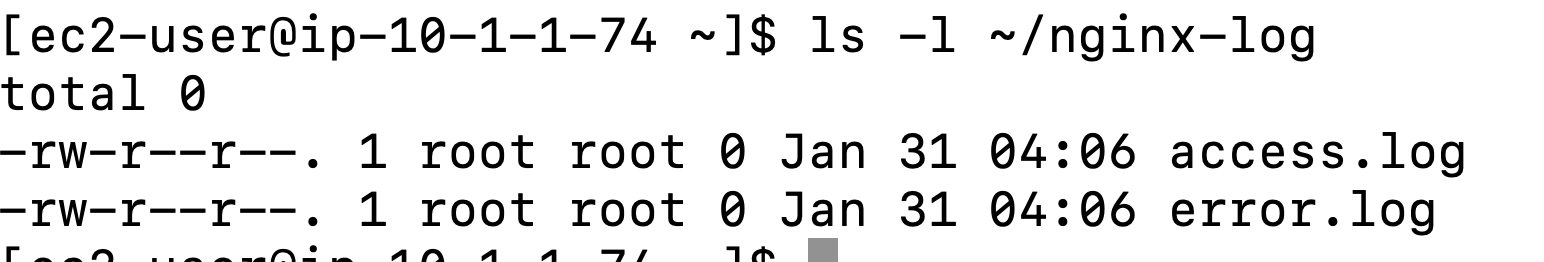 [ec2-user@ip-10-1-1-74 ~]$ ls -l ~/nginx-log
total 0
-rw-r--r--. 1 root root 0 Jan 31 04:06 access.log
-rw-r--r--. 1 root root 0 Jan 31 04:06 error.log
[ec2-user@ip-10-1-1-74 ~]$